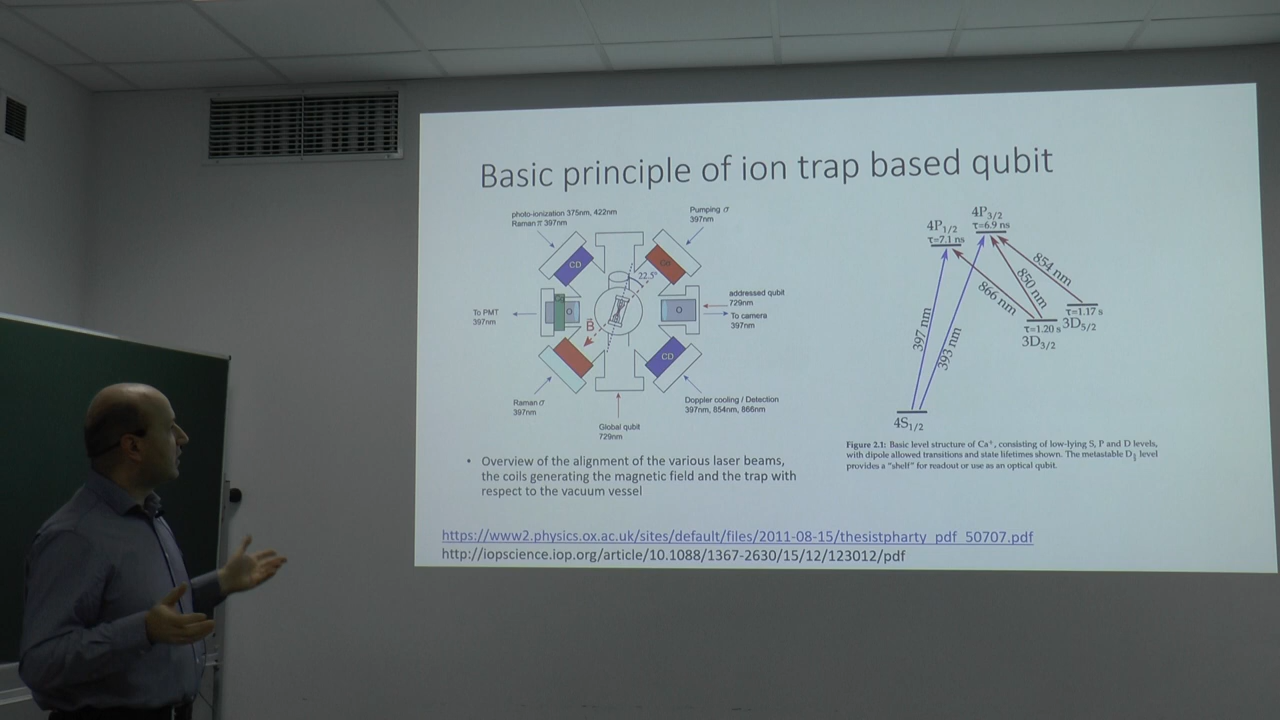 Basic principle of ion trap based qubit
photo-ionization 375nm, 422nm
Raman π 397nm
Pumping σ
397nm
CD
22.5°
To PMT
397nm
O
O
addressed qubit
729nm
To camera
397nm
B
CD
Raman σ
397nm
Doppler cooling / Detection
397nm, 854nm, 866nm
Global qubit
729nm
4P3/2
τ=6.9 ns
4P1/2
τ=7.1 ns
854 nm
850 nm
866 nm
τ=1.17 s
3D5/2
τ=1.20 s
3D3/2
397 nm
393 nm
4S1/2
Figure 2.1: Basic level structure of Ca+, consisting of low-lying S, P and D levels,
with dipole allowed transitions and state lifetimes shown. The metastable D5/2 level
provides a "shelf" for readout or use as an optical qubit.
• Overview of the alignment of the various laser beams,
the coils generating the magnetic field and the trap with
respect to the vacuum vessel
https://www2.physics.ox.ac.uk/sites/default/files/2011-08-15/thesistpharty_pdf_50707.pdf
http://iopscience.iop.org/article/10.1088/1367-2630/15/12/123012/pdf